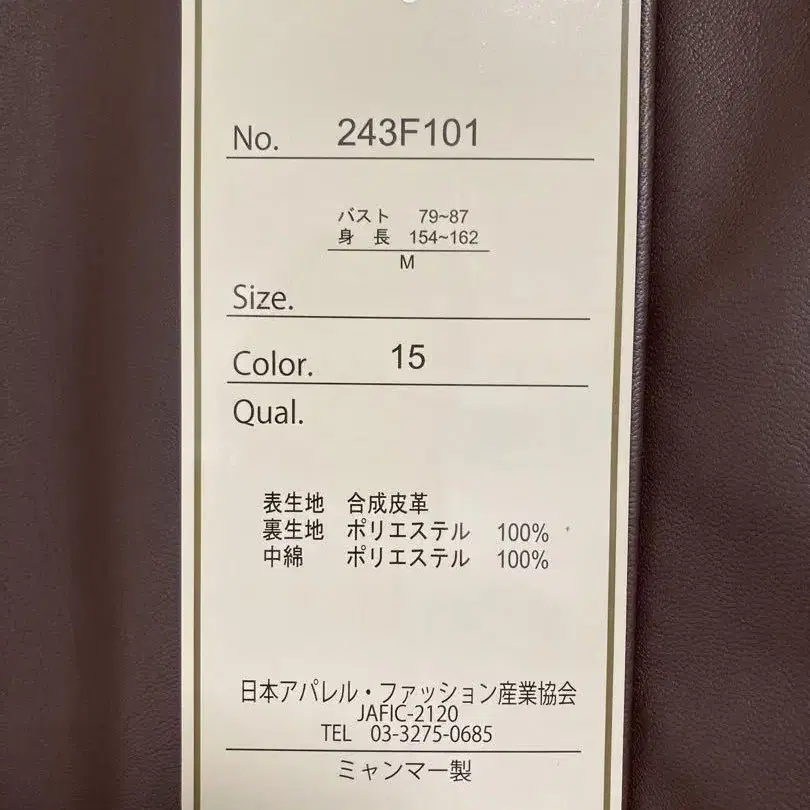 No. 243F101
バスト 79~87
身長 154~162
M
Size.
Color. 15
Qual.
表生地 合成皮革
裏生地 ポリエステル 100%
中綿 ポリエステル 100%
日本アパレル・ファッション産業協会
JAFIC-2120
TEL 03-3275-0685
ミャンマー製